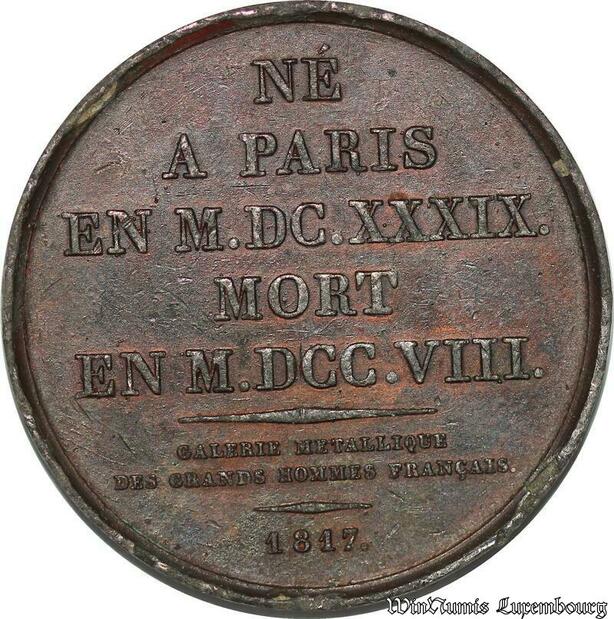 NÉ
A PARIS
EN M.DC.XXXIX.
MORT
EN M.DCC.VIII.
GALERIE METALLIQUE
DES GRANDS HOMMES FRANÇAIS.
1817.
WinNumis Luxembourg